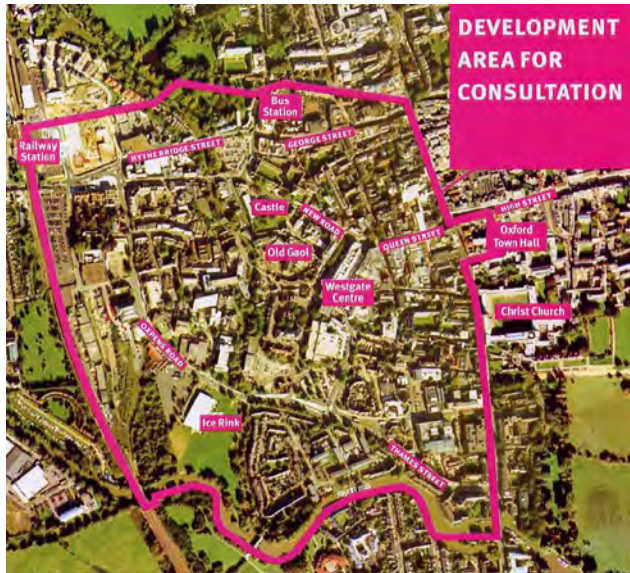 DEVELOPMENT
AREA FOR
CONSULTATION
Bus
Station
Railway
Station
HYTHE BRIDGE STREET
GEORGE STREET
Castle
NEW ROAD
HIGH STREET
Oxford
Town Hall
QUEEN STREET
Old Gaol
Westgate
Centre
Christ Church
OXPENS ROAD
Ice Rink
THAMES STREET